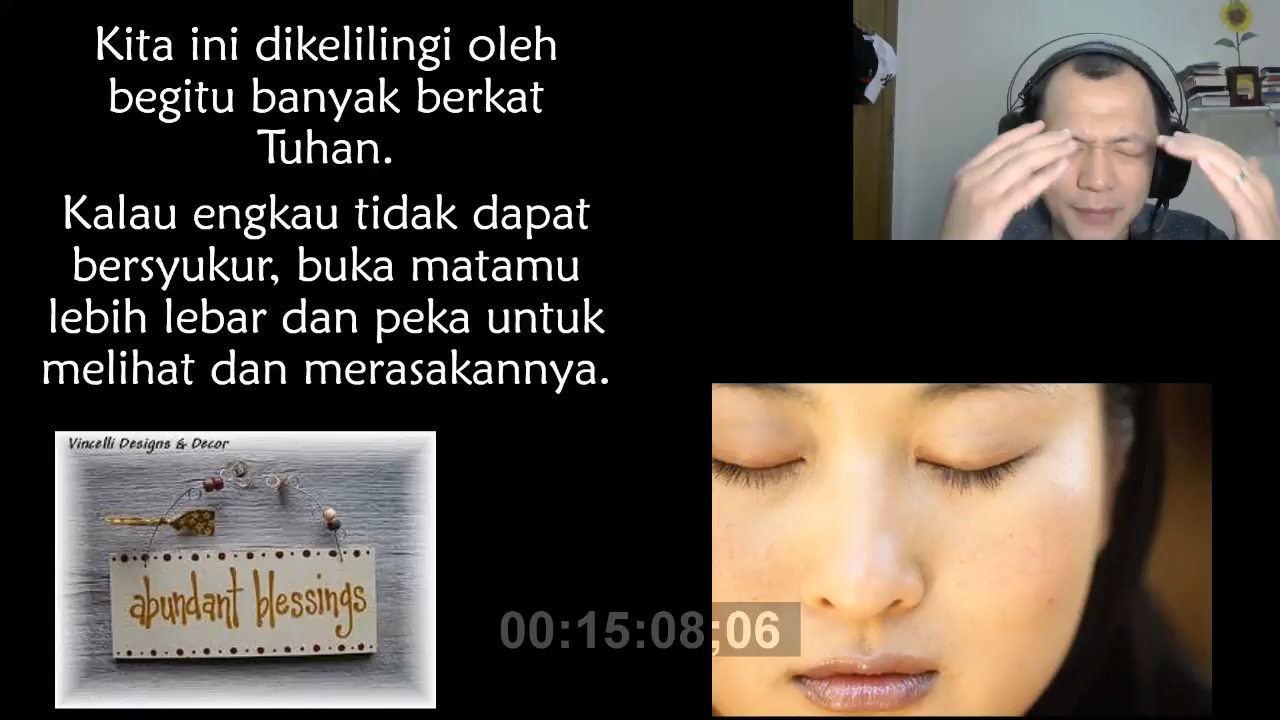 Kita ini dikelilingi oleh
begitu banyak berkat
Tuhan.
Kalau engkau tidak dapat
bersyukur, buka matamu
lebih lebar dan peka untuk
melihat dan merasakannya.
Vincelli Designs & Decor
abundant blessings
00:15:08;06